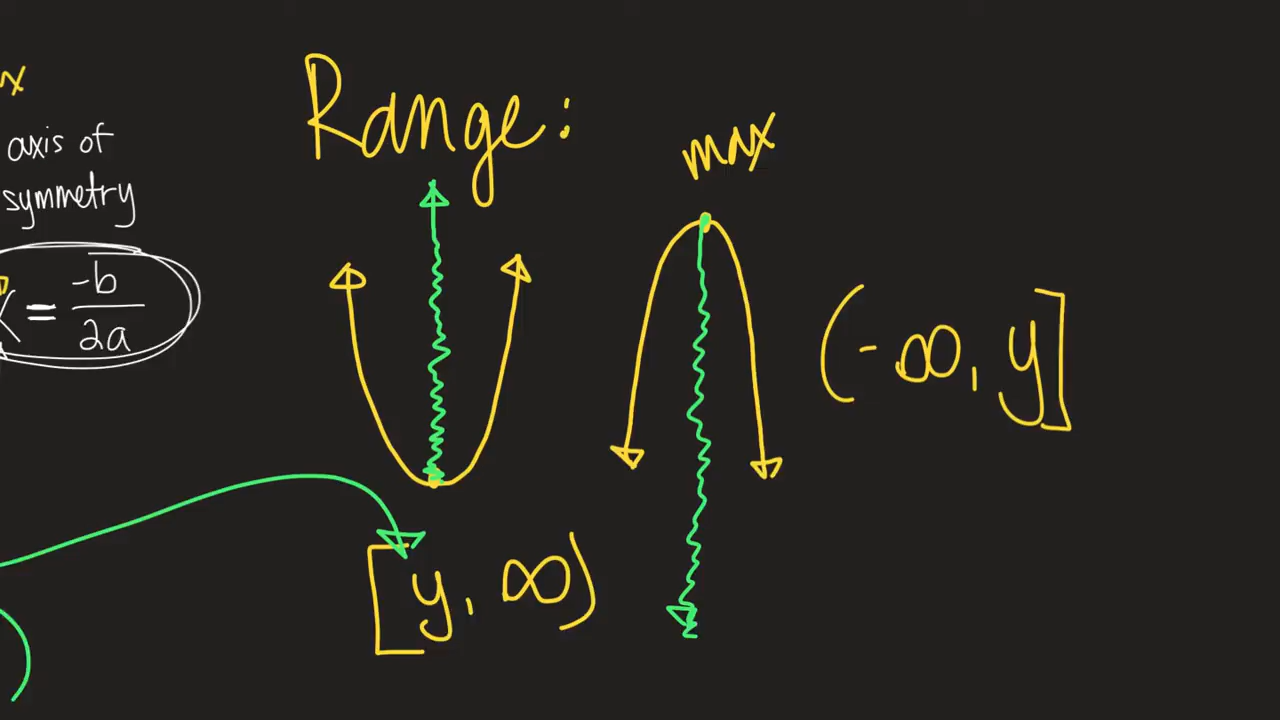 x
axis of
symmetry
x = -b/2a
Range:
max
[y, ∞)
(-∞, y]